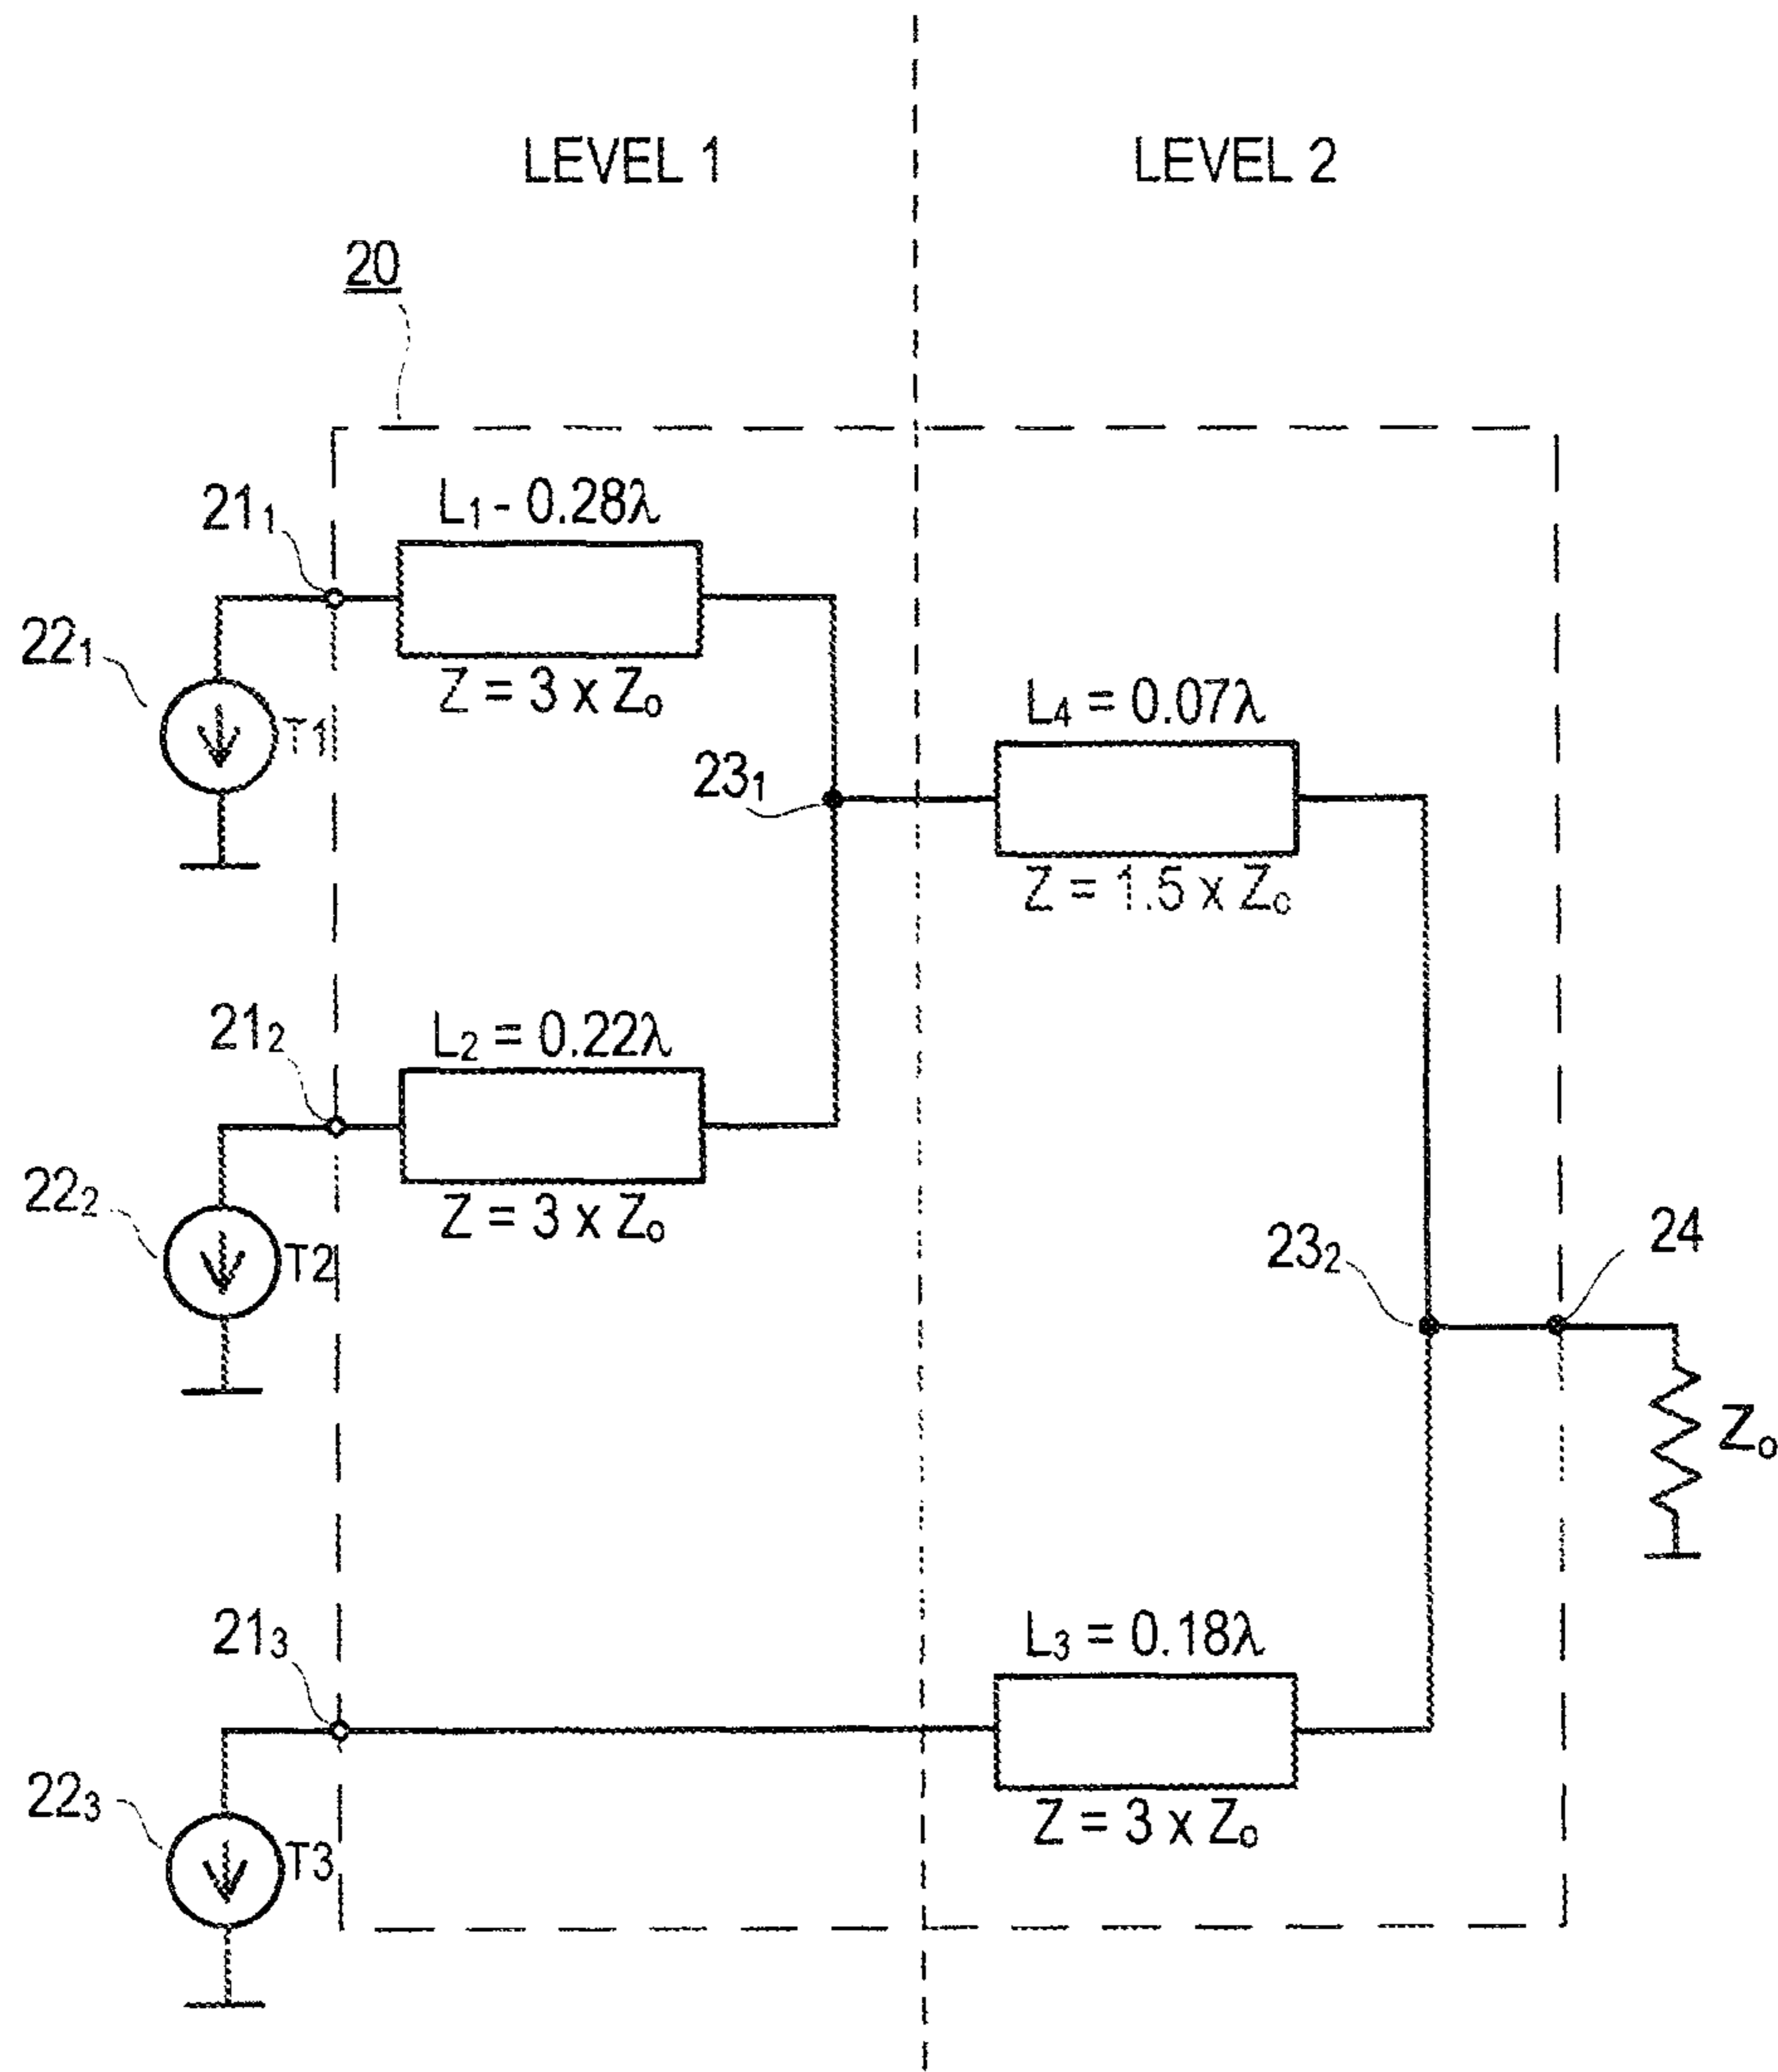 LEVEL 1
LEVEL 2
20
21₁
L₁ - 0.28λ
22₁
T1
Z = 3 x Z₀
L₄ = 0.07λ
23₁
Z = 1.5 x Z₀
21₂
L₂ = 0.22λ
22₂
T2
Z = 3 x Z₀
23₂
24
Z₀
21₃
L₃ = 0.18λ
22₃
T3
Z = 3 x Z₀